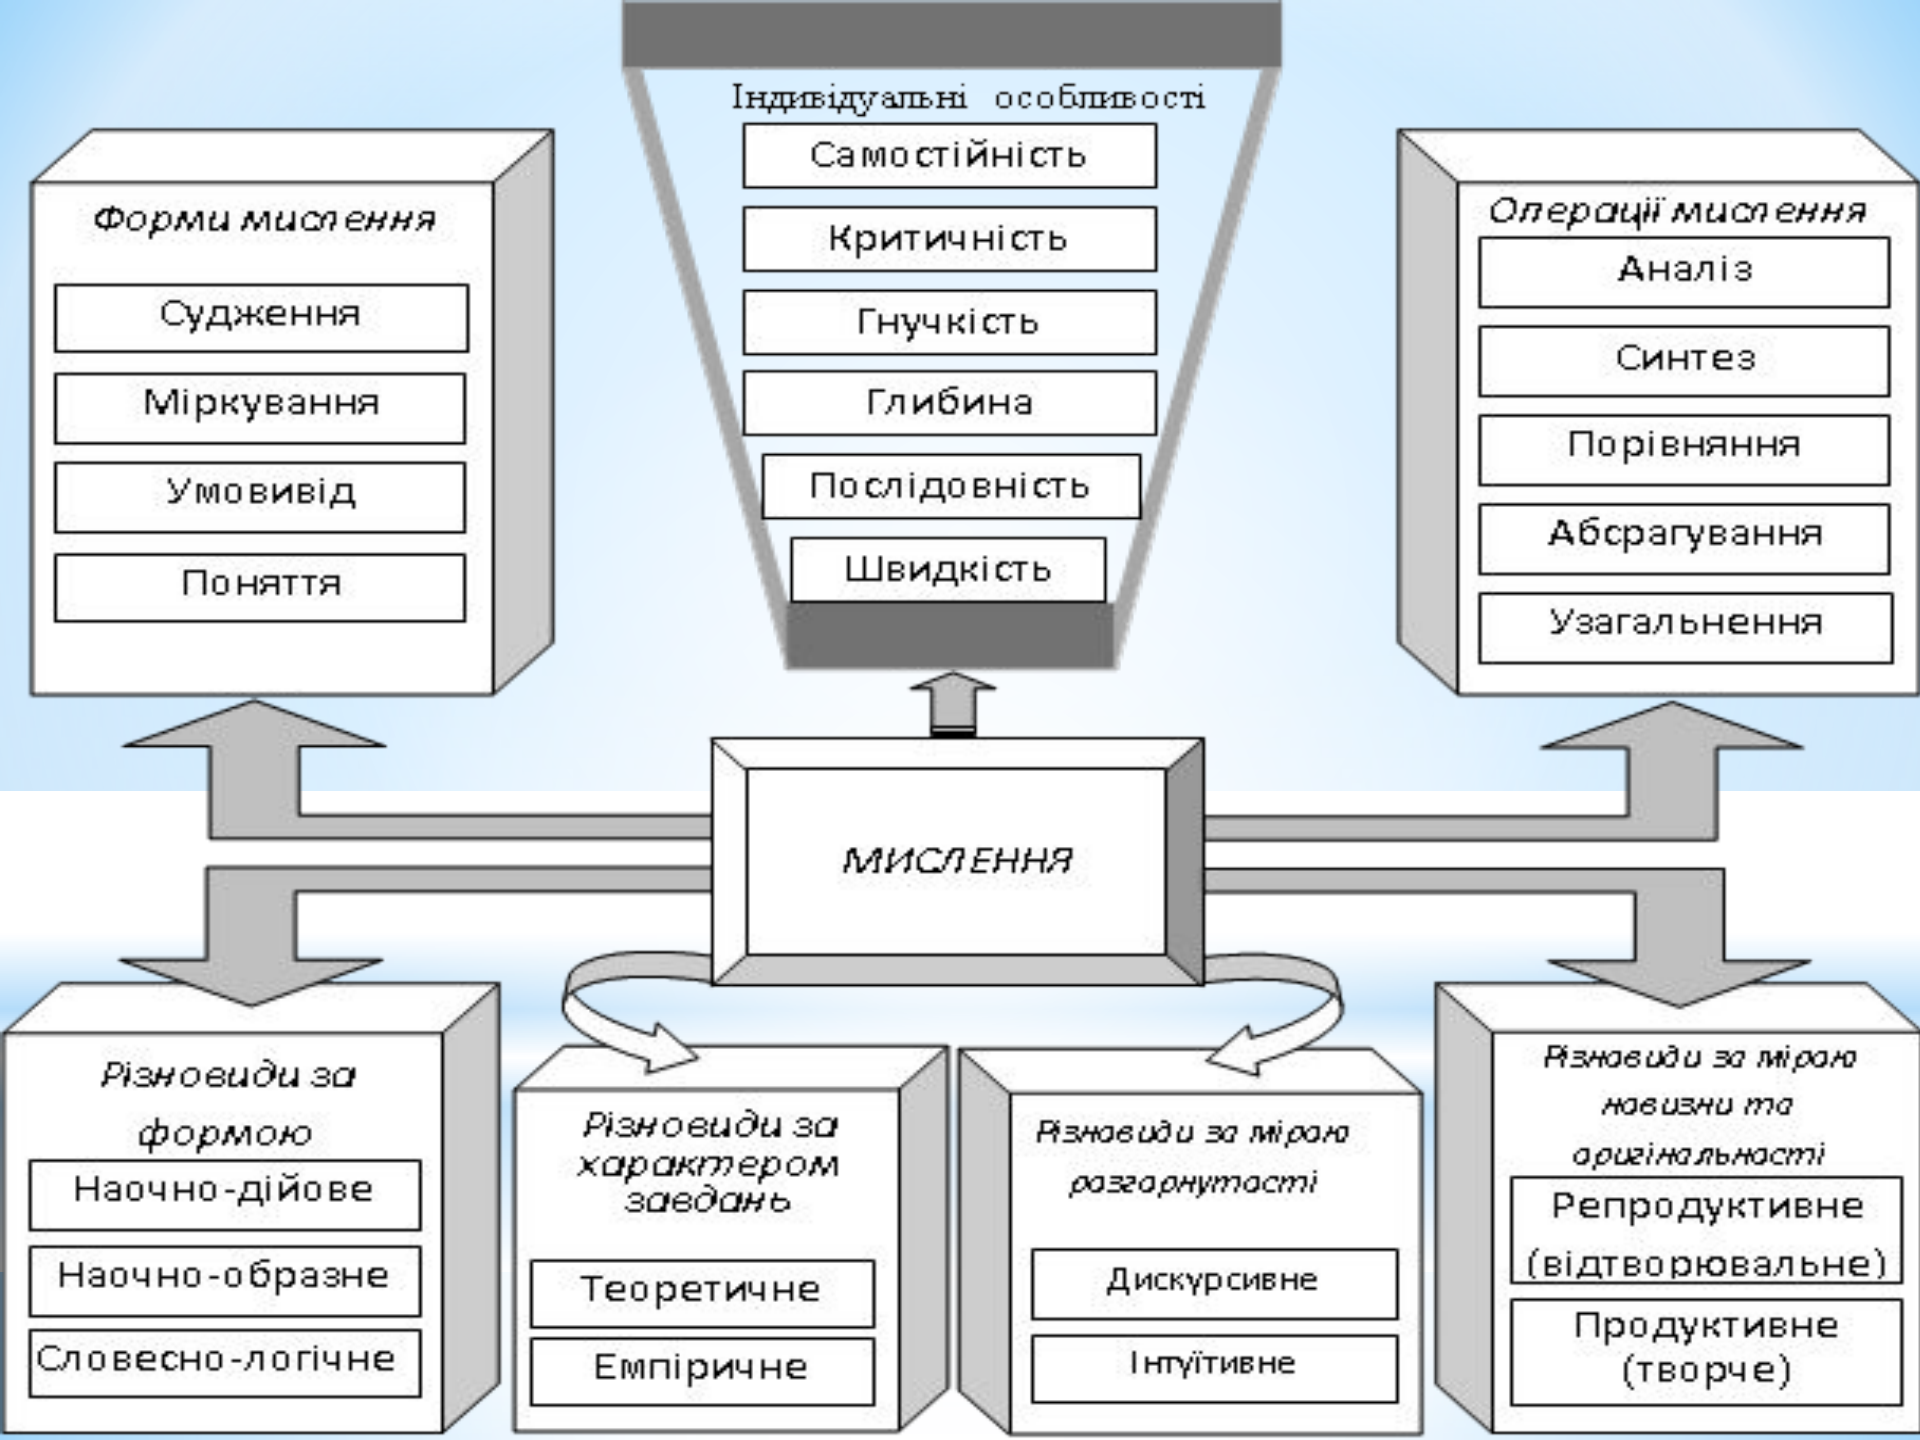 Індивідуальні особливості
Самостійність
Критичність
Гнучкість
Глибина
Послідовність
Швидкість
Форми мислення
Судження
Міркування
Умовивід
Поняття
Операції мислення
Аналіз
Синтез
Порівняння
Абсрагування
Узагальнення
МИСЛЕННЯ
Різновиди за
формою
Наочно-дійове
Наочно-образне
Словесно-логічне
Різновиди за
характером
завдань
Теоретичне
Емпіричне
Різновиди за мірою
розгорнутості
Дискурсивне
Інтуїтивне
Різновиди за мірою
новизни та
оригінальності
Репродуктивне
(відтворювальне)
Продуктивне
(творче)